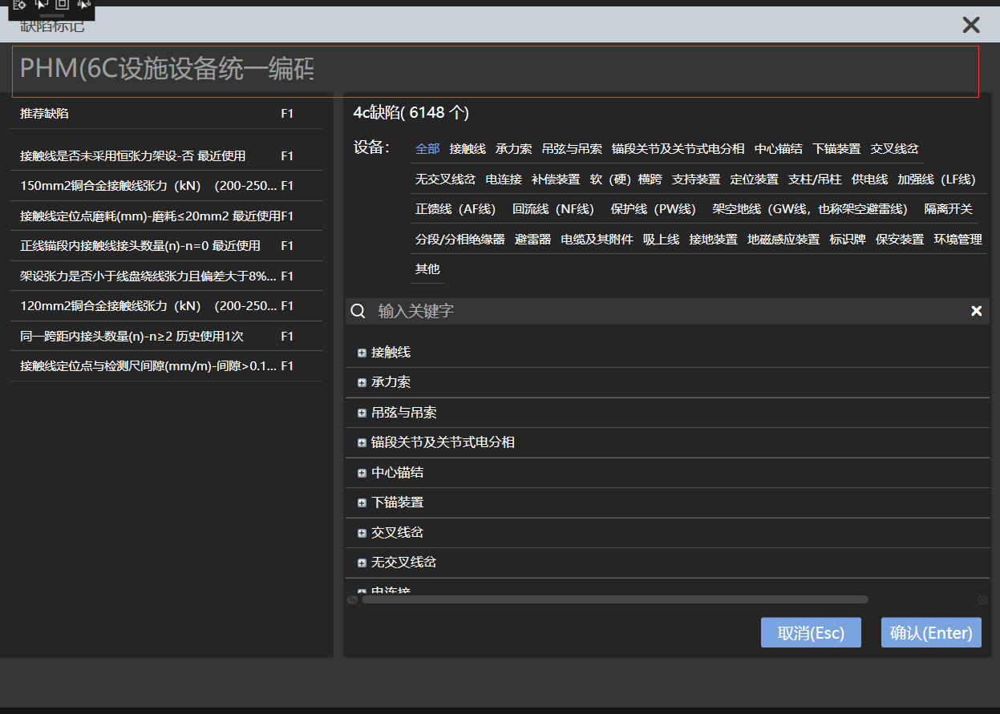 缺陷标记
PHM(6C设施设备统一编码
推荐缺陷 F1
接触线是否未采用恒张力架设-否 最近使用 F1
150mm2铜合金接触线张力（kN）（200-250... F1
接触线定位点磨耗(mm)-磨耗≤20mm2 最近使用F1
正线锚段内接触线接头数量(n)-n=0 最近使用 F1
架设张力是否小于线盘绕线张力且偏差大于8%... F1
120mm2铜合金接触线张力（kN）（200-250... F1
同一跨距内接头数量(n)-n≥2 历史使用1次 F1
接触线定位点与检测尺间隙(mm/m)-间隙>0.1... F1
4c缺陷( 6148 个)
设备： 全部 接触线 承力索 吊弦与吊索 锚段关节及关节式电分相 中心锚结 下锚装置 交叉线岔
无交叉线岔 电连接 补偿装置 软（硬）横跨 支持装置 定位装置 支柱/吊柱 供电线 加强线（LF线）
正馈线（AF线） 回流线（NF线） 保护线（PW线） 架空地线（GW线，也称架空避雷线） 隔离开关
分段/分相绝缘器 避雷器 电缆及其附件 吸上线 接地装置 地磁感应装置 标识牌 保安装置 环境管理
其他
输入关键字
接触线
承力索
吊弦与吊索
锚段关节及关节式电分相
中心锚结
下锚装置
交叉线岔
无交叉线岔
电连接
取消(Esc) 确认(Enter)